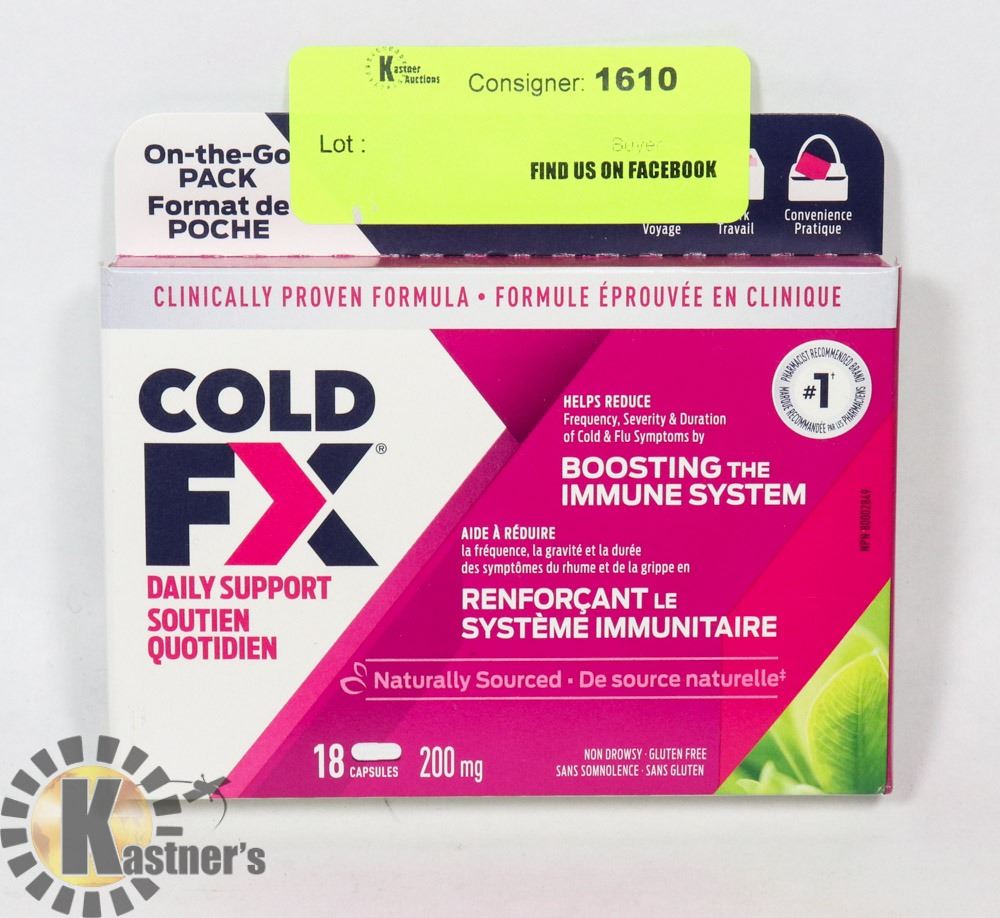 Kastner Auctions
Consigner: 1610
Lot :
Buyer
FIND US ON FACEBOOK
On-the-Go
PACK
Format de
POCHE
Voyage
Travail
Convenience
Pratique
CLINICALLY PROVEN FORMULA • FORMULE ÉPROUVÉE EN CLINIQUE
COLD
FX®
DAILY SUPPORT
SOUTIEN
QUOTIDIEN
PHARMACIST RECOMMENDED BRAND
#1†
MARQUE RECOMMANDÉE PAR LES PHARMACIENS
HELPS REDUCE
Frequency, Severity & Duration
of Cold & Flu Symptoms by
BOOSTING THE
IMMUNE SYSTEM
NPN 80002849
AIDE À RÉDUIRE
la fréquence, la gravité et la durée
des symptômes du rhume et de la grippe en
RENFORÇANT LE
SYSTÈME IMMUNITAIRE
Naturally Sourced • De source naturelle‡
18 CAPSULES 200 mg
NON DROWSY • GLUTEN FREE
SANS SOMNOLENCE • SANS GLUTEN
Kastner's